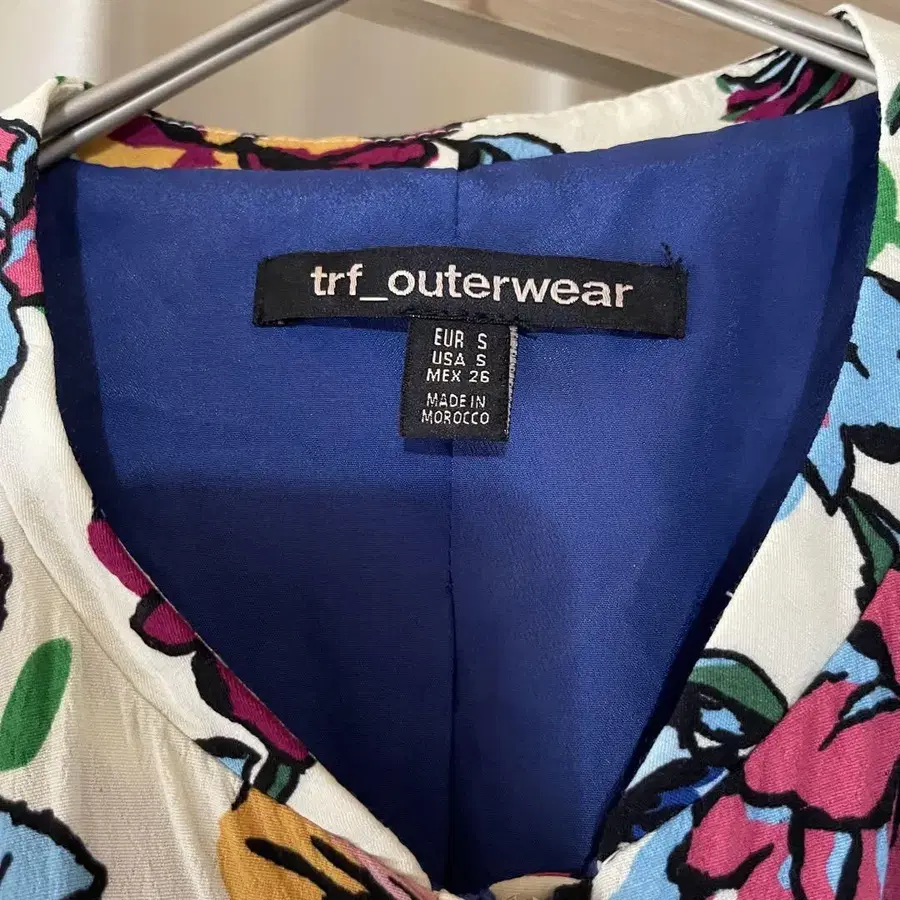 trf_outerwear
EUR S
USA S
MEX 26
MADE IN
MOROCCO